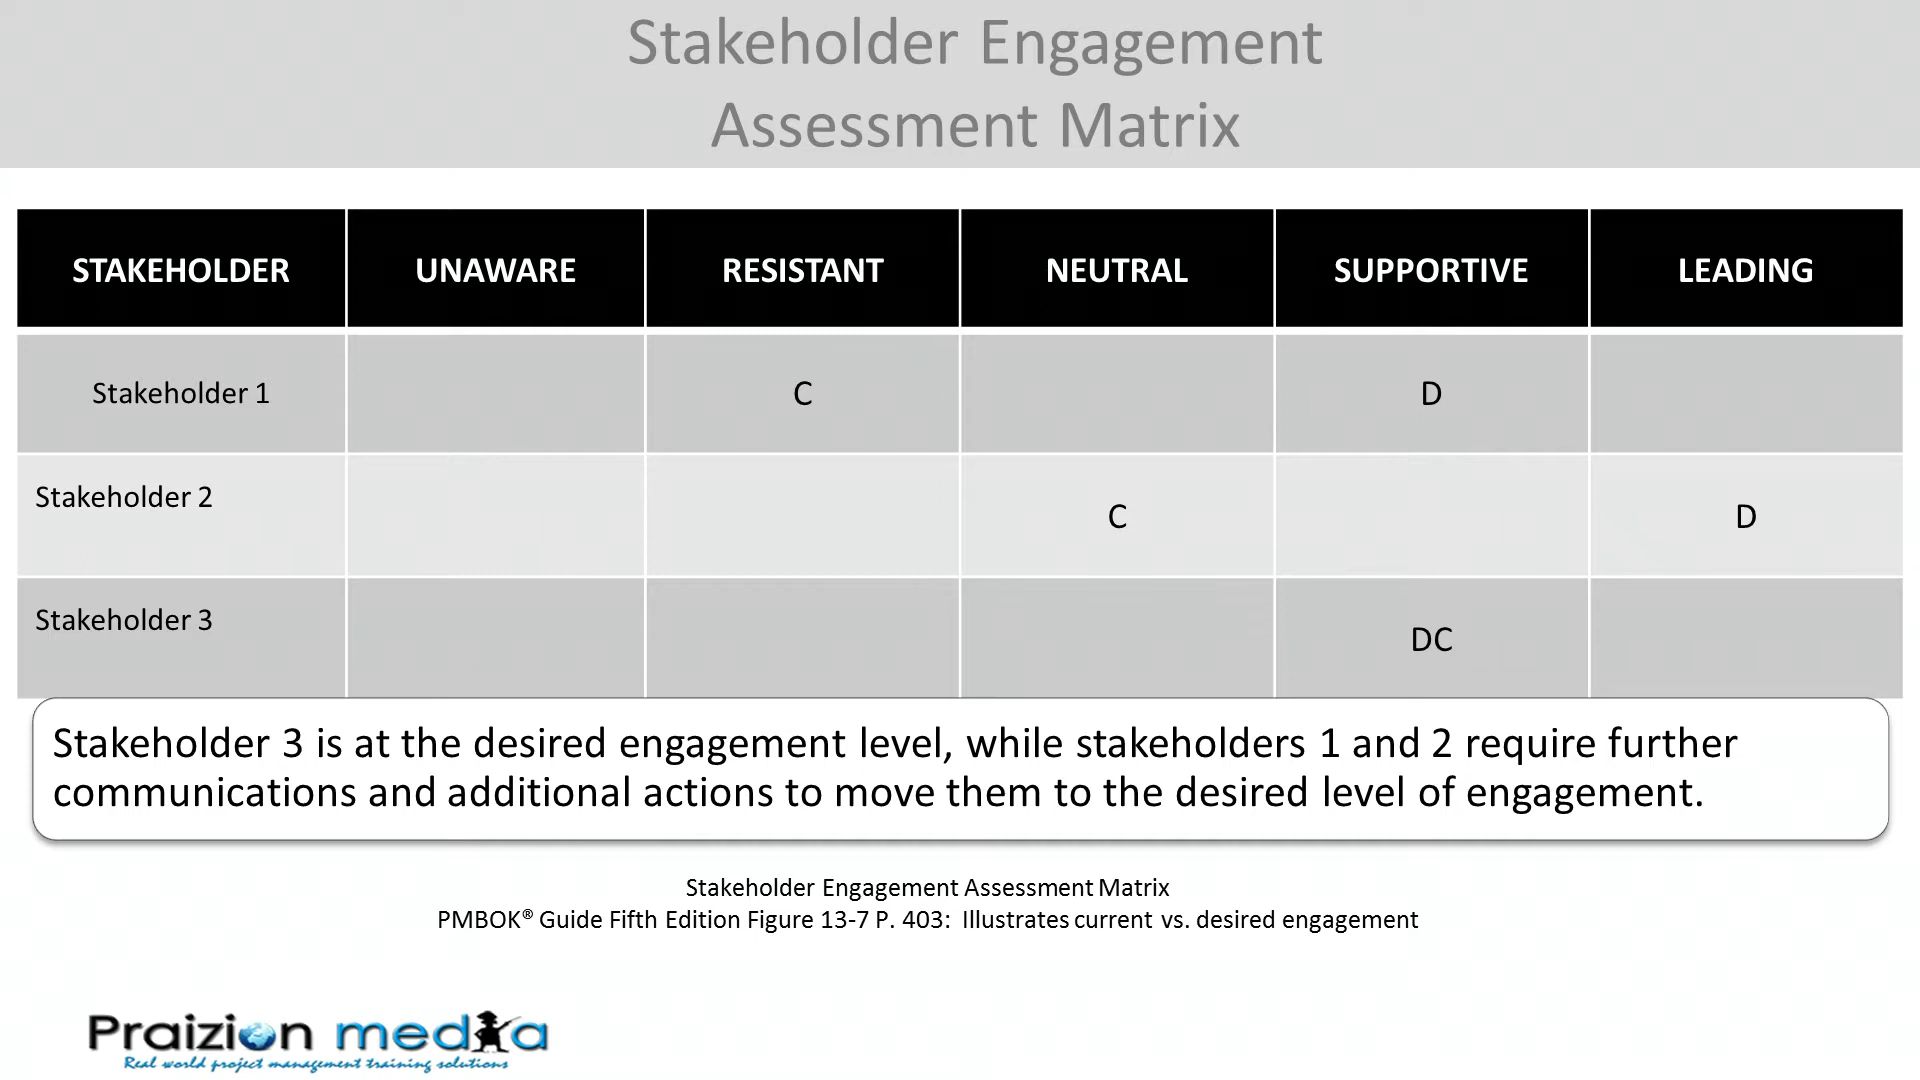 Stakeholder Engagement
Assessment Matrix
STAKEHOLDER UNAWARE RESISTANT NEUTRAL SUPPORTIVE LEADING
Stakeholder 1 C D
Stakeholder 2 C D
Stakeholder 3 DC
Stakeholder 3 is at the desired engagement level, while stakeholders 1 and 2 require further
communications and additional actions to move them to the desired level of engagement.
Stakeholder Engagement Assessment Matrix
PMBOK® Guide Fifth Edition Figure 13-7 P. 403: Illustrates current vs. desired engagement
Praizion media
Real world project management training solutions